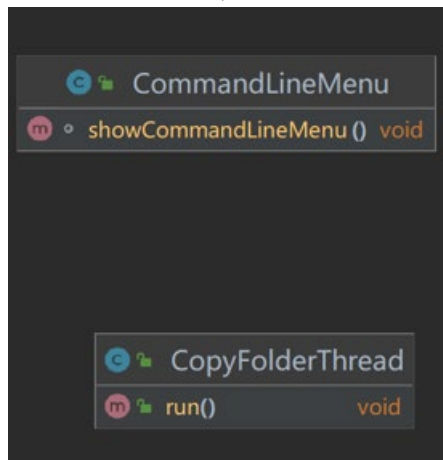 C CommandLineMenu
m showCommandLineMenu () void
C CopyFolderThread
m run() void